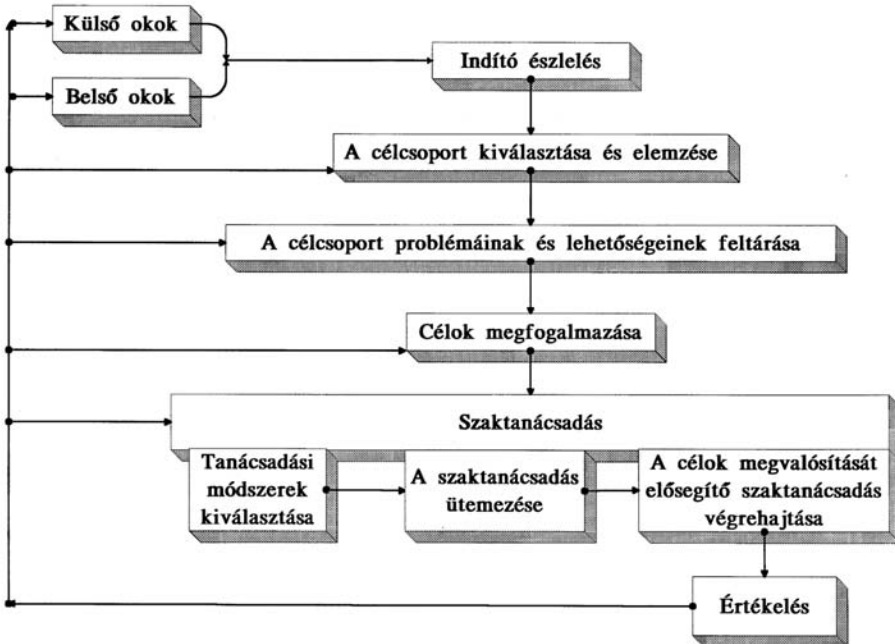 Külső okok
Belső okok
Indító észlelés
A célcsoport kiválasztása és elemzése
A célcsoport problémáinak és lehetőségeinek feltárása
Célok megfogalmazása
Szaktanácsadás
Tanácsadási
módszerek
kiválasztása
A szaktanácsadás
ütemezése
A célok megvalósítását
elősegítő szaktanácsadás
végrehajtása
Értékelés